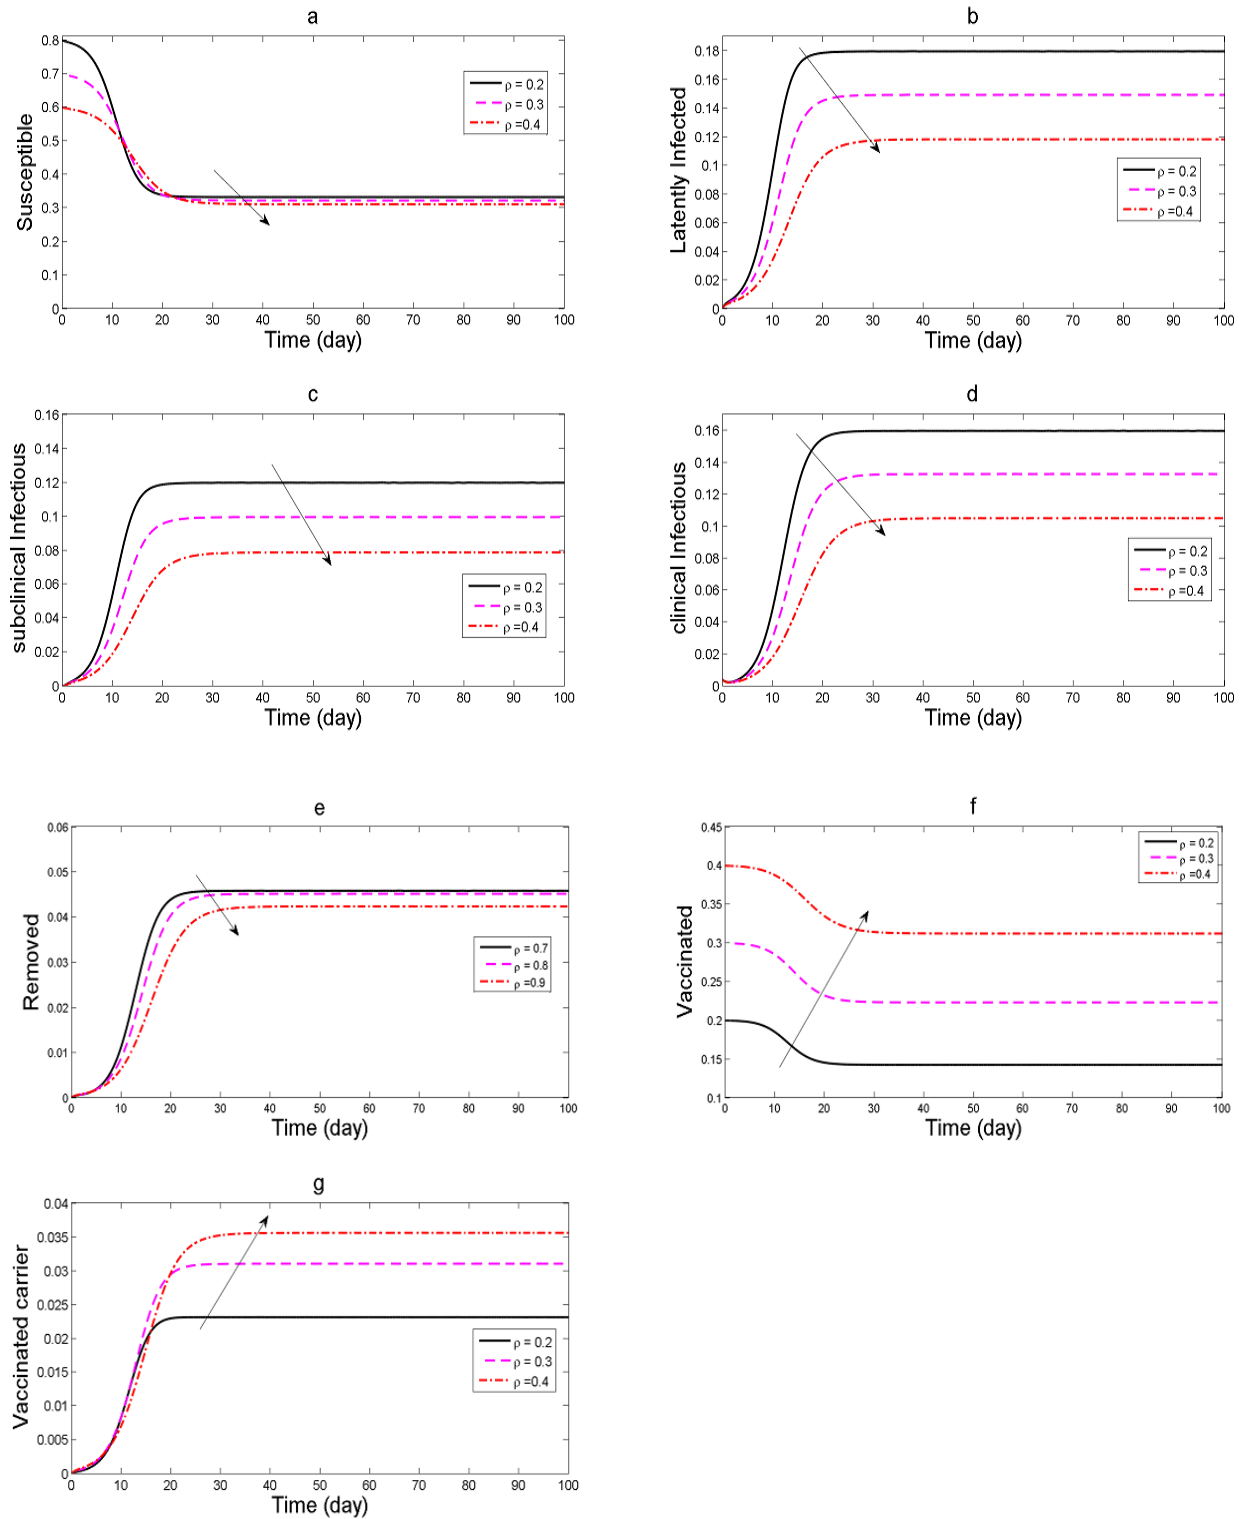 a
Susceptible
0.8
0.7
0.6
0.5
0.4
0.3
0.2
0.1
0
ρ = 0.2
ρ = 0.3
ρ =0.4
0 10 20 30 40 50 60 70 80 90 100
Time (day)
b
Latently Infected
0.18
0.16
0.14
0.12
0.1
0.08
0.06
0.04
0.02
0
ρ = 0.2
ρ = 0.3
ρ =0.4
0 10 20 30 40 50 60 70 80 90 100
Time (day)
c
subclinical Infectious
0.16
0.14
0.12
0.1
0.08
0.06
0.04
0.02
0
ρ = 0.2
ρ = 0.3
ρ =0.4
0 10 20 30 40 50 60 70 80 90 100
Time (day)
d
clinical Infectious
0.16
0.14
0.12
0.1
0.08
0.06
0.04
0.02
0
ρ = 0.2
ρ = 0.3
ρ =0.4
0 10 20 30 40 50 60 70 80 90 100
Time (day)
e
Removed
0.06
0.05
0.04
0.03
0.02
0.01
0
ρ = 0.7
ρ = 0.8
ρ =0.9
0 10 20 30 40 50 60 70 80 90 100
Time (day)
f
Vaccinated
0.45
0.4
0.35
0.3
0.25
0.2
0.15
0.1
ρ = 0.2
ρ = 0.3
ρ =0.4
0 10 20 30 40 50 60 70 80 90 100
Time (day)
g
Vaccinated carrier
0.04
0.035
0.03
0.025
0.02
0.015
0.01
0.005
0
ρ = 0.2
ρ = 0.3
ρ =0.4
0 10 20 30 40 50 60 70 80 90 100
Time (day)